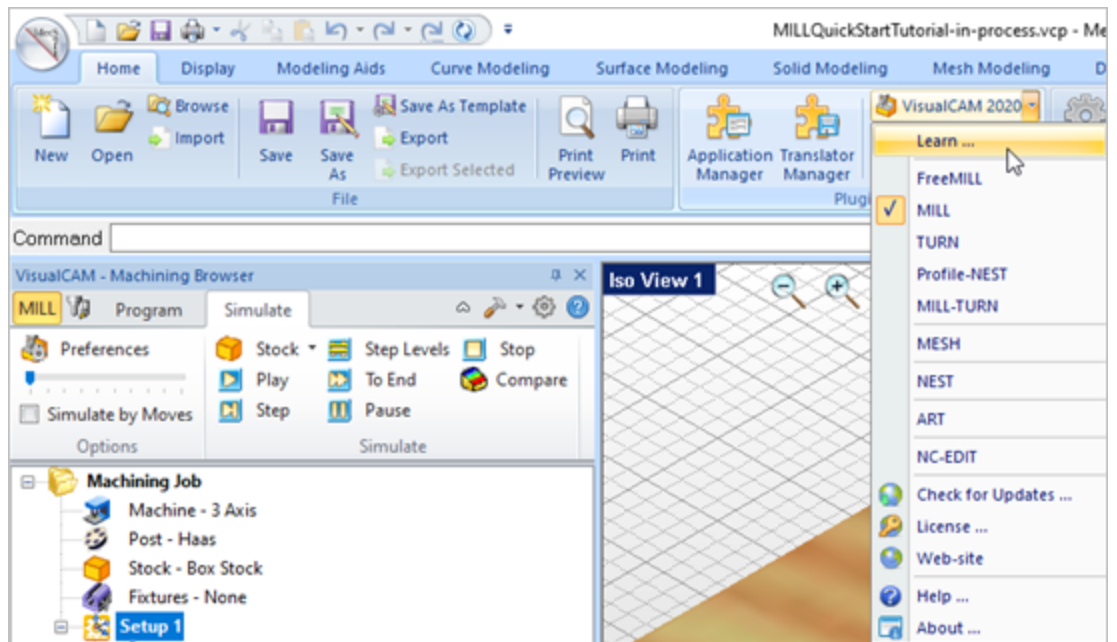 MILLQuickStartTutorial-in-process.vcp - Me
Home Display Modeling Aids Curve Modeling Surface Modeling Solid Modeling Mesh Modeling D
New
Open
Browse
Import
Save
Save As
Save As Template
Export
Export Selected
Print Preview
Print
File
Application Manager
Translator Manager
Plugi
VisualCAM 2020
Learn ...
FreeMILL
MILL
TURN
Profile-NEST
MILL-TURN
MESH
NEST
ART
NC-EDIT
Check for Updates ...
License ...
Web-site
Help ...
About ...
Command
VisualCAM - Machining Browser
MILL Program Simulate
Preferences
Simulate by Moves
Options
Stock Step Levels Stop
Play To End Compare
Step Pause
Simulate
Machining Job
Machine - 3 Axis
Post - Haas
Stock - Box Stock
Fixtures - None
Setup 1
Iso View 1